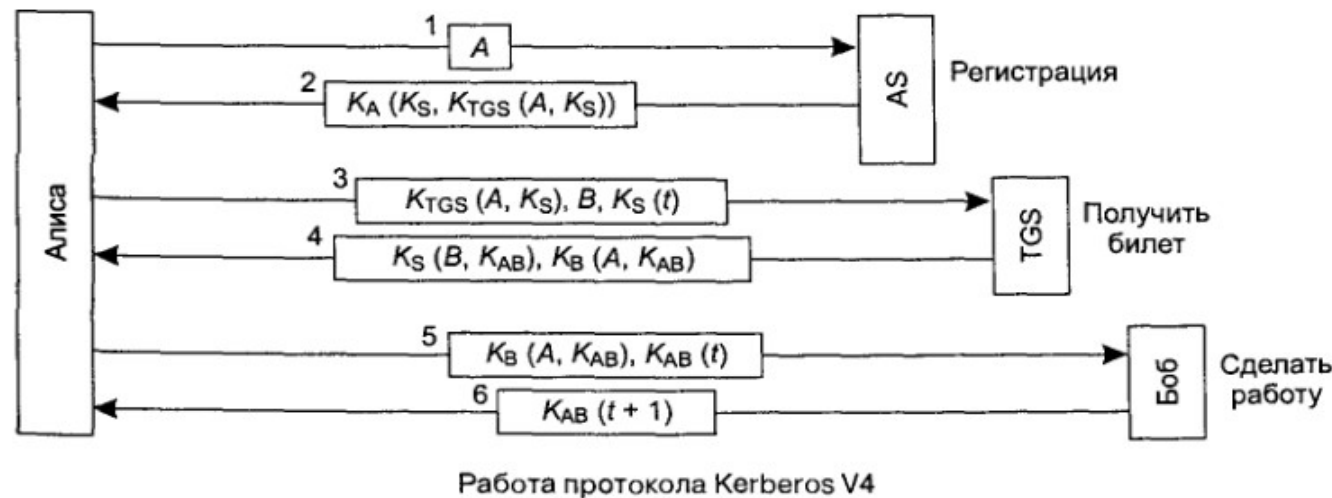 Алиса
1
A
AS
Регистрация
2
K_A (K_S, K_TGS (A, K_S))
3
K_TGS (A, K_S), B, K_S (t)
TGS
Получить
билет
4
K_S (B, K_AB), K_B (A, K_AB)
5
K_B (A, K_AB), K_AB (t)
Боб
Сделать
работу
6
K_AB (t + 1)
Работа протокола Kerberos V4